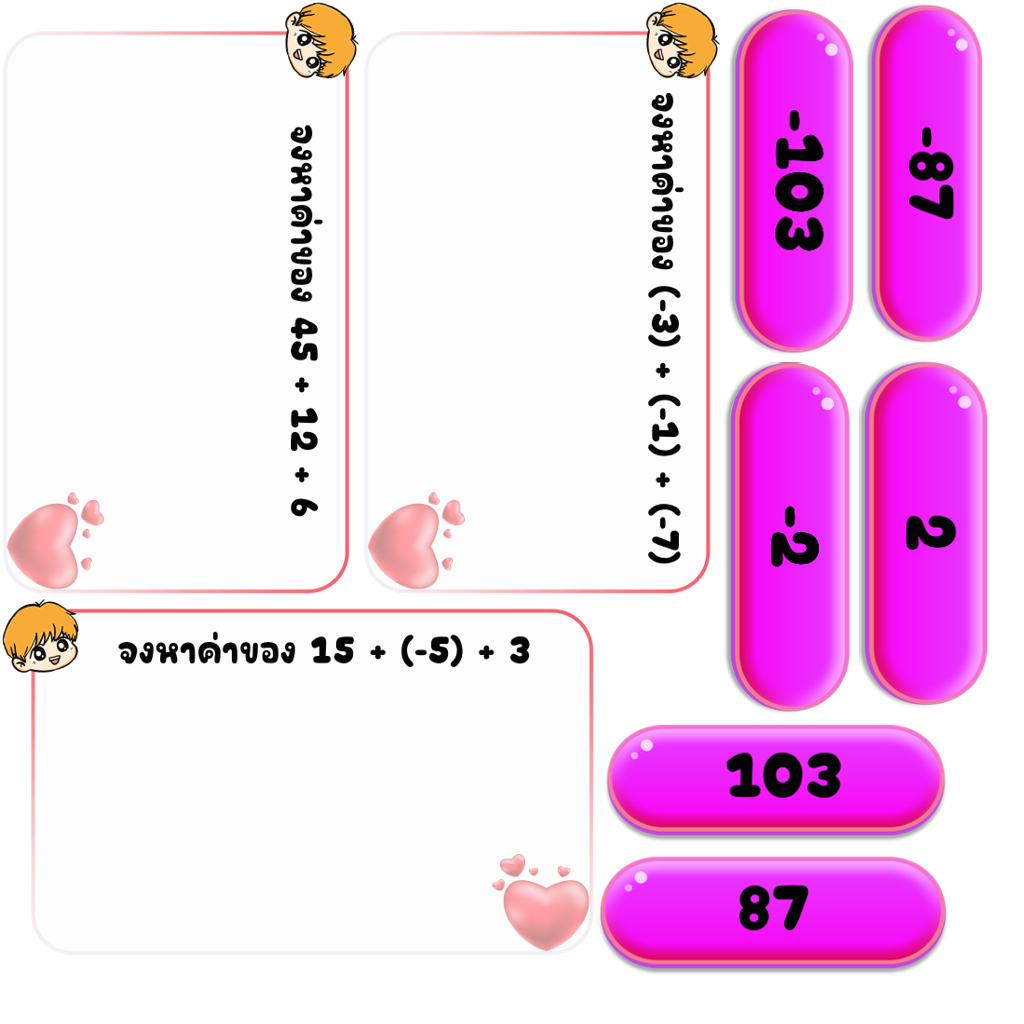 จงหาค่าของ 45 + 12 + 6
จงหาค่าของ (-3) + (-1) + (-7)
-103
-87
-2
2
จงหาค่าของ 15 + (-5) + 3
103
87